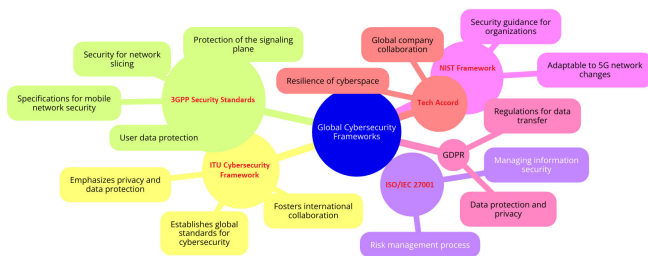 Protection of the signaling
plane
Security for network
slicing
3GPP Security Standards
Specifications for mobile
network security
User data protection
Global company
collaboration
Resilience of cyberspace
Tech Accord
Security guidance for
organizations
NIST Framework
Adaptable to 5G network
changes
Global Cybersecurity
Frameworks
Regulations for data
transfer
GDPR
Data protection and
privacy
ITU Cybersecurity
Framework
Emphasizes privacy and
data protection
Establishes global
standards for
cybersecurity
Fosters international
collaboration
ISO/IEC 27001
Managing information
security
Risk management process